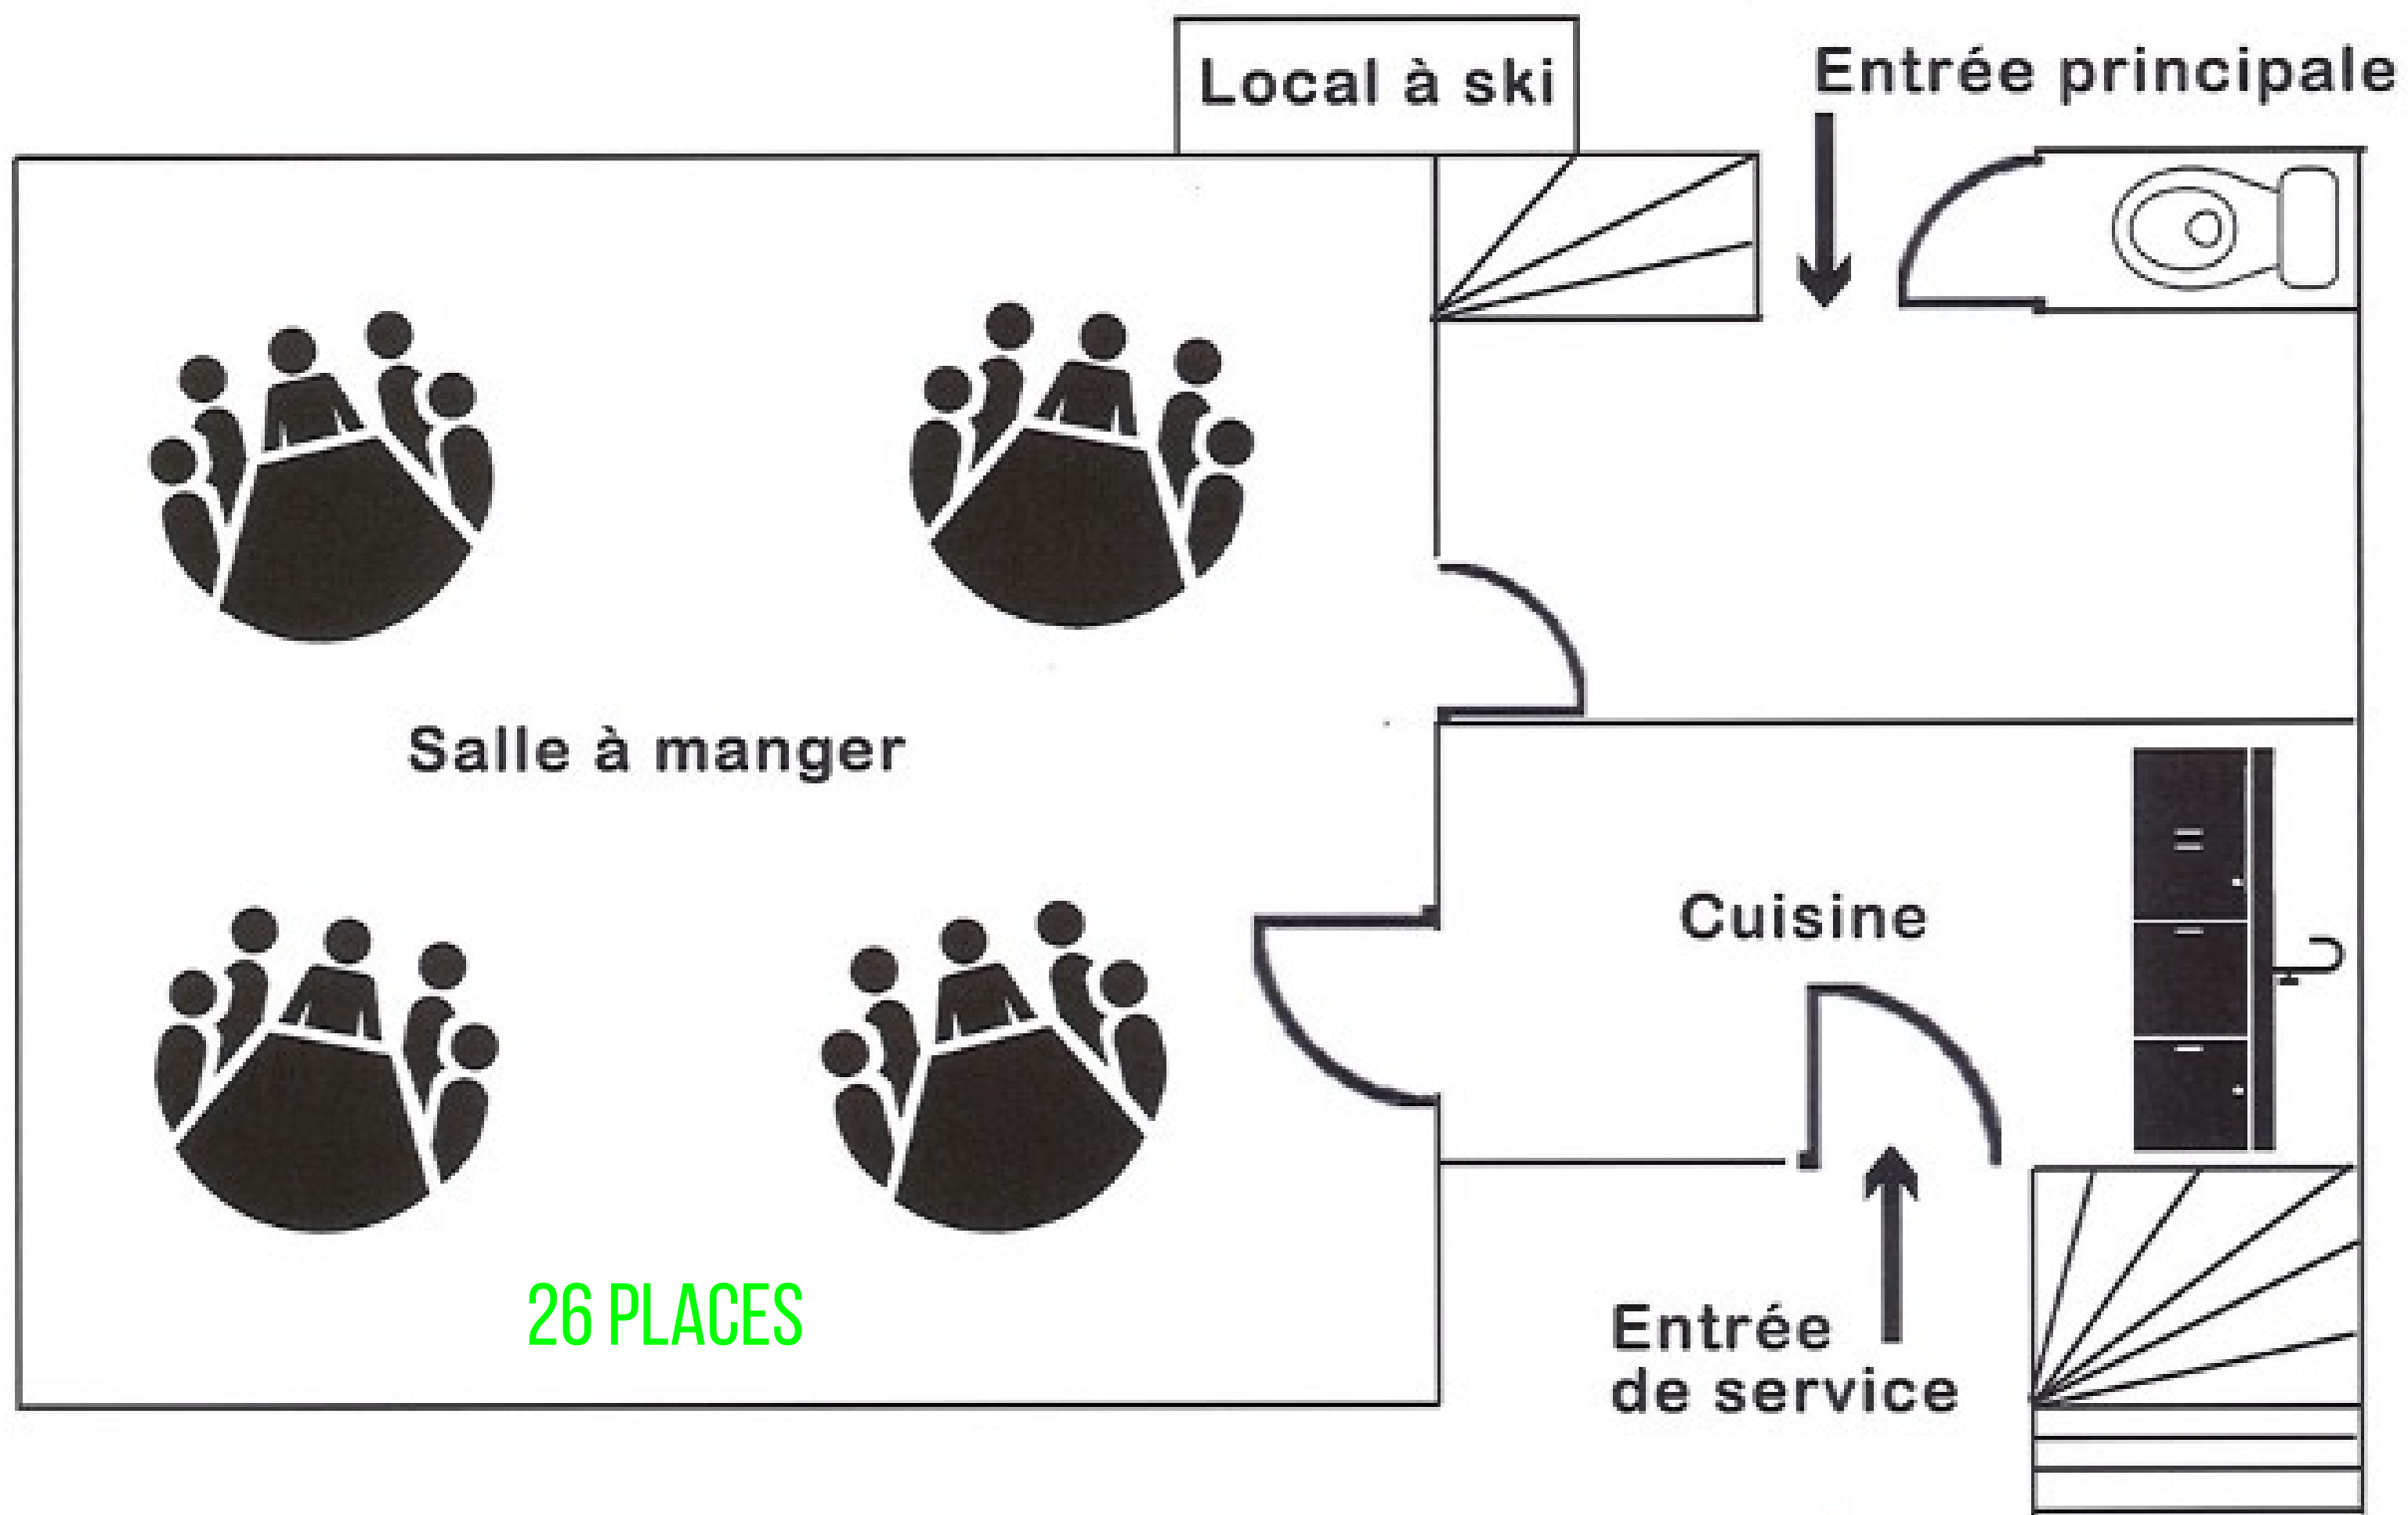 Local à ski
Entrée principale
Salle à manger
Cuisine
26 PLACES
Entrée
de service